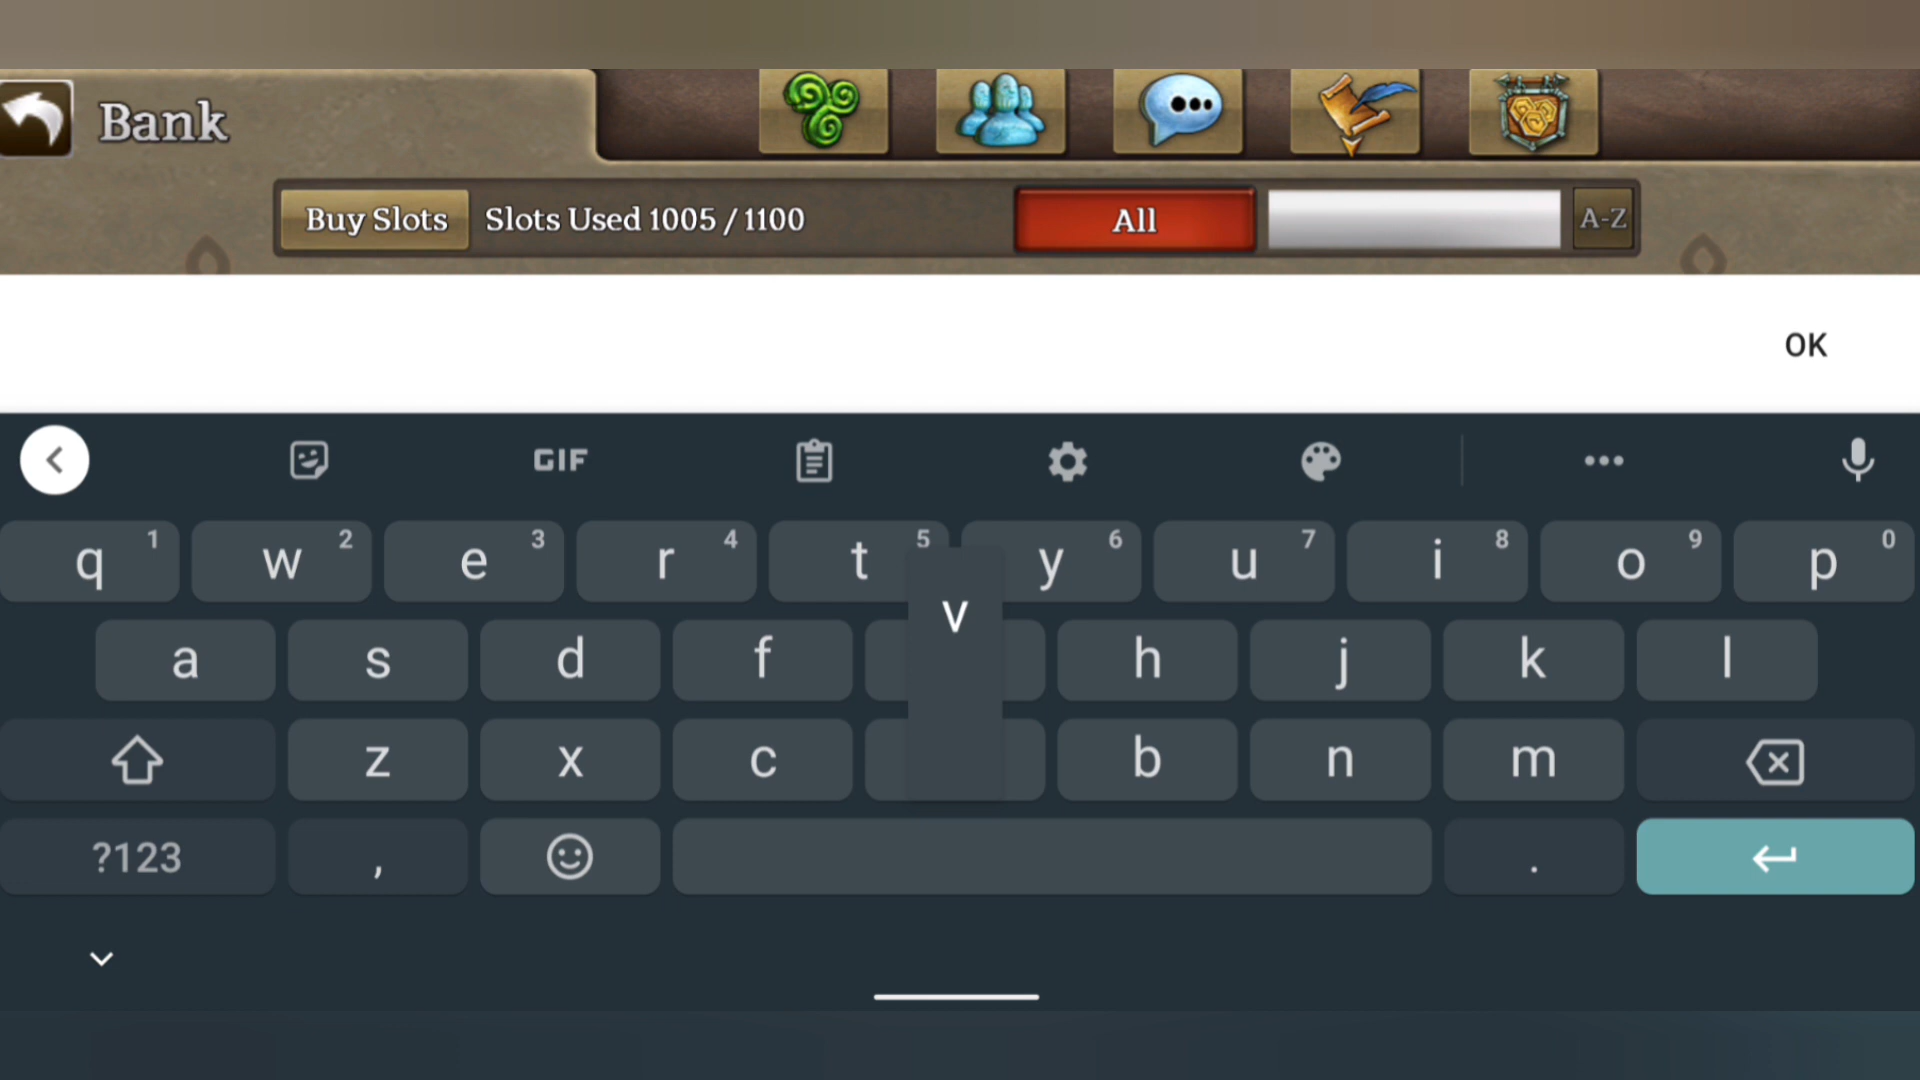 Bank
Buy Slots Slots Used 1005 / 1100 All A-Z
OK
GIF
q 1 w 2 e 3 r 4 t 5 y 6 u 7 i 8 o 9 p 0
v
a s d f h j k l
z x c b n m
?123 , .